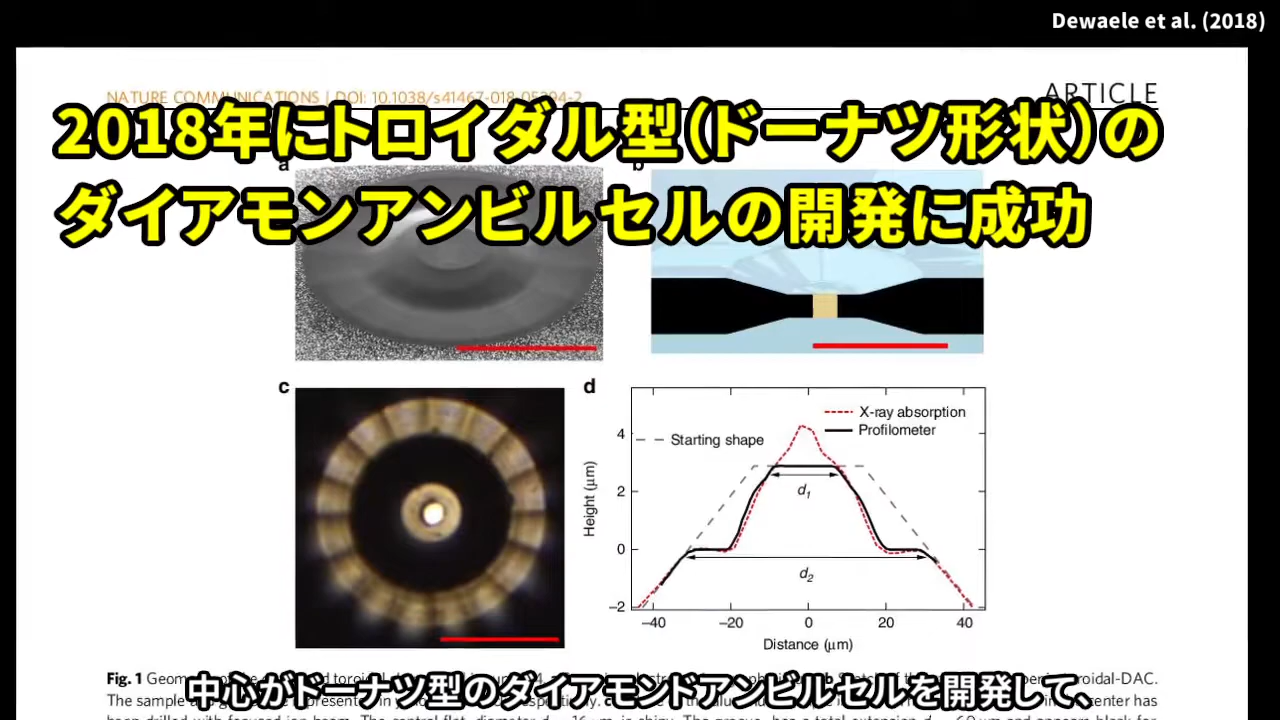 Dewaele et al. (2018)
NATURE COMMUNICATIONS | DOI: 10.1038/s41467-018-05294-2
ARTICLE
2018年にトロイダル型(ドーナツ形状)の
ダイアモンアンビルセルの開発に成功
a
b
c
d
X-ray absorption
Profilometer
Starting shape
Height (μm)
4
2
0
−2
d1
d2
−40
−20
0
20
40
Distance (μm)
Fig. 1 Geom
The sample a
中心がドーナツ型のダイアモンドアンビルセルを開発して、